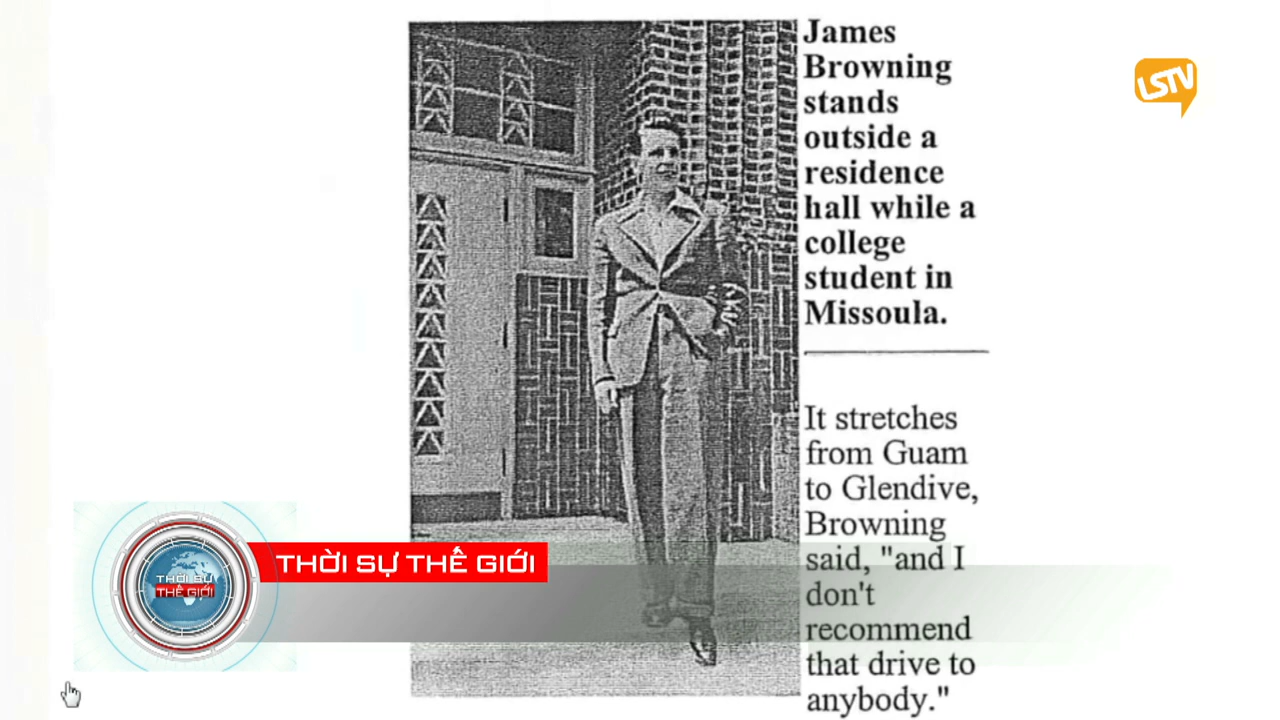 James
Browning
stands
outside a
residence
hall while a
college
student in
Missoula.
It stretches
from Guam
to Glendive,
Browning
said, "and I
don't
recommend
that drive to
anybody."
LSTV
THỜI SỰ THẾ GIỚI
THỜI SỰ
THẾ GIỚI